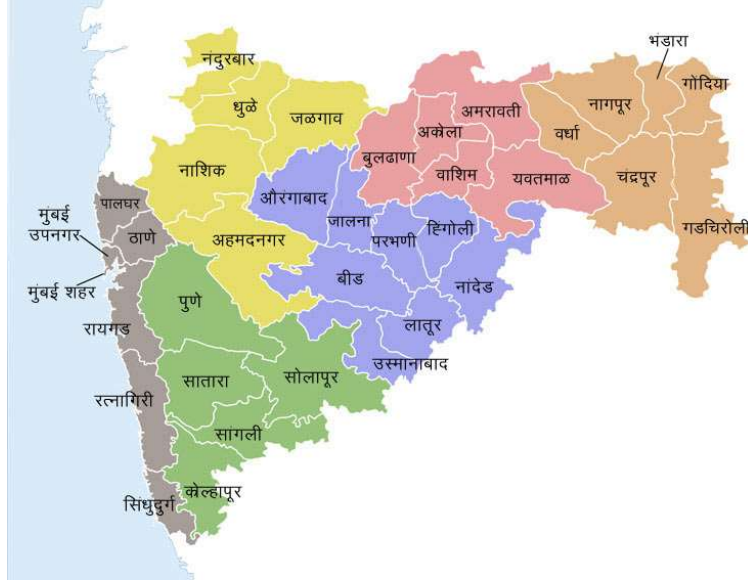 भंडारा
नंदुरबार
गोंदिया
धुळे
जळगाव
अमरावती
नागपूर
अकोला
वर्धा
बुलढाणा
नाशिक
वाशिम
यवतमाळ
चंद्रपूर
औरंगाबाद
पालघर
मुंबई
उपनगर
ठाणे
जालना
परभणी
हिंगोली
गडचिरोली
अहमदनगर
बीड
नांदेड
मुंबई शहर
पुणे
रायगड
लातूर
उस्मानाबाद
सातारा
सोलापूर
रत्नागिरी
सांगली
सिंधुदुर्ग
कोल्हापूर